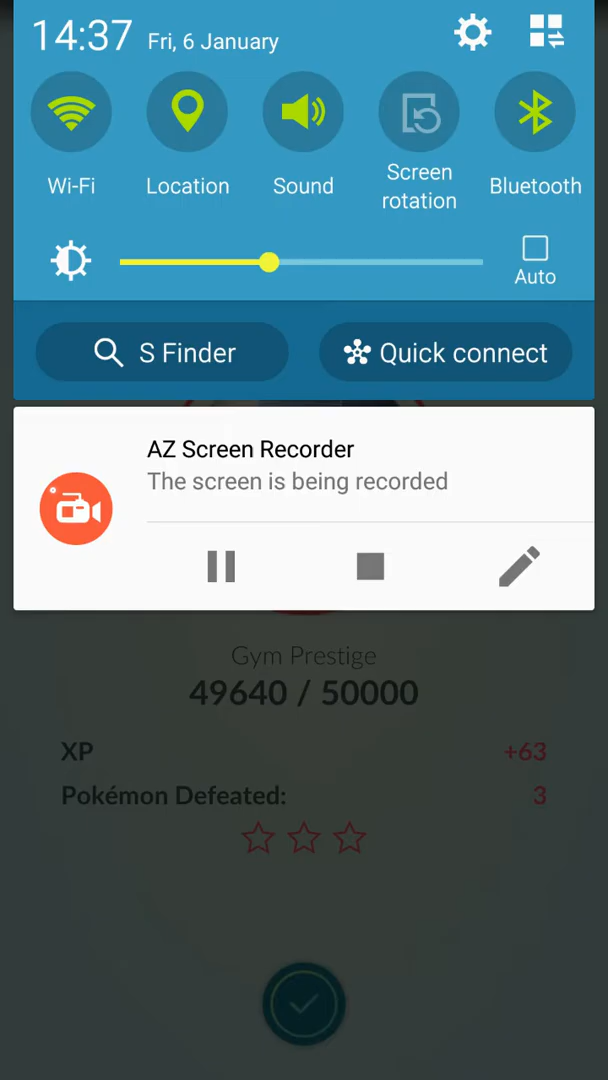 14:37 Fri, 6 January
Wi-Fi
Location
Sound
Screen
rotation
Bluetooth
Auto
S Finder
Quick connect
AZ Screen Recorder
The screen is being recorded
Gym Prestige
49640 / 50000
XP +63
Pokémon Defeated: 3